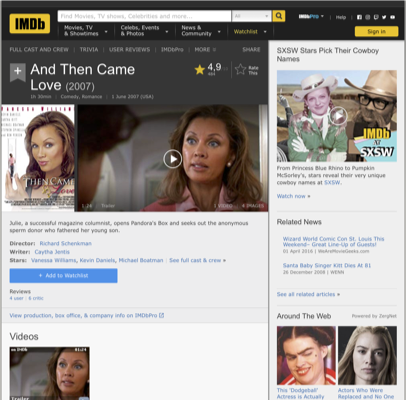 IMDb
Find Movies, TV shows, Celebrities and more...
All
IMDbPro
Help
Movies, TV
& Showtimes
Celebs, Events
& Photos
News &
Community
Watchlist
Sign in
FULL CAST AND CREW | TRIVIA | USER REVIEWS | IMDbPro | MORE
SHARE
And Then Came
Love (2007)
4,9
Rate
This
1h 38min | Comedy, Romance | 1 June 2007 (USA)
VANESSA WILLIAMS
THEN CAME
Trailer
4 IMAGES
Julie, a successful magazine columnist, opens Pandora's Box and seeks out the anonymous
sperm donor who fathered her young son.
Director: Richard Schenkman
Writer: Caytha Jentis
Stars: Vanessa Williams, Kevin Daniels, Michael Boatman | See full cast & crew »
+ Add to Watchlist
Reviews
4 user | 8 critic
View production, box office, & company info on IMDbPro
Videos
Trailer
SXSW Stars Pick Their Cowboy
Names
IMDb
AT
SXSW
From Princess Blue Rhino to Pumpkin
McSorley's, stars reveal their very unique
cowboy names at SXSW.
Watch now »
Related News
Wizard World Comic Con St. Louis This
Weekend– Great Line-Up of Guests!
01 April 2016 | WeAreMovieGeeks.com
Santa Baby Singer Kitt Dies At 81
26 December 2008 | WENN
See all related articles »
Around The Web
Powered by ZergNet
This 'Dodgeball'
Actress is Actually
Actors Who Were
Replaced and No One